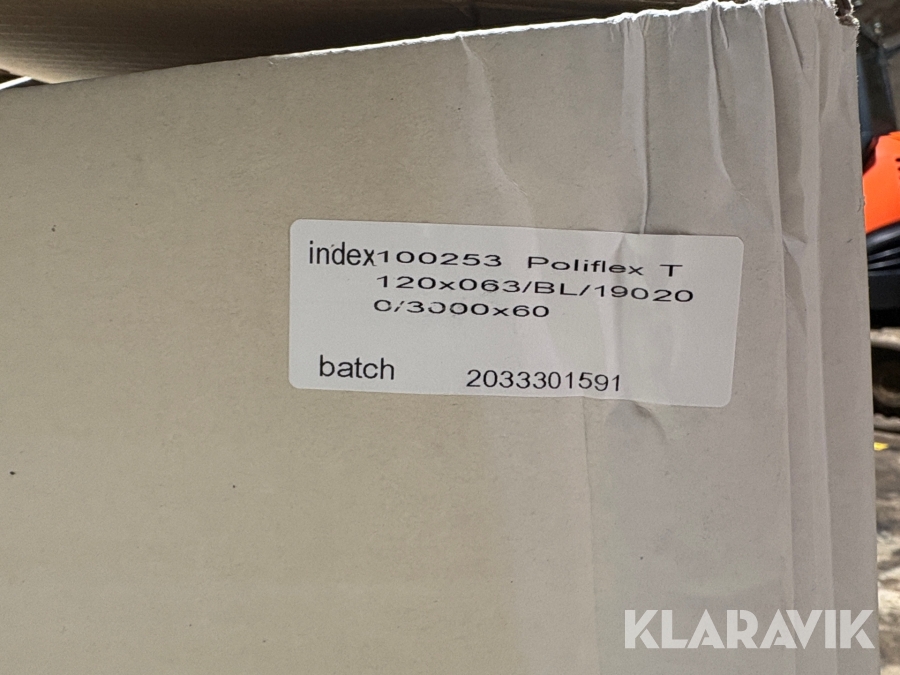 index100253 Poliflex T
120x063/BL/19020
0/3000x60
batch 2033301591
KLARAVIK